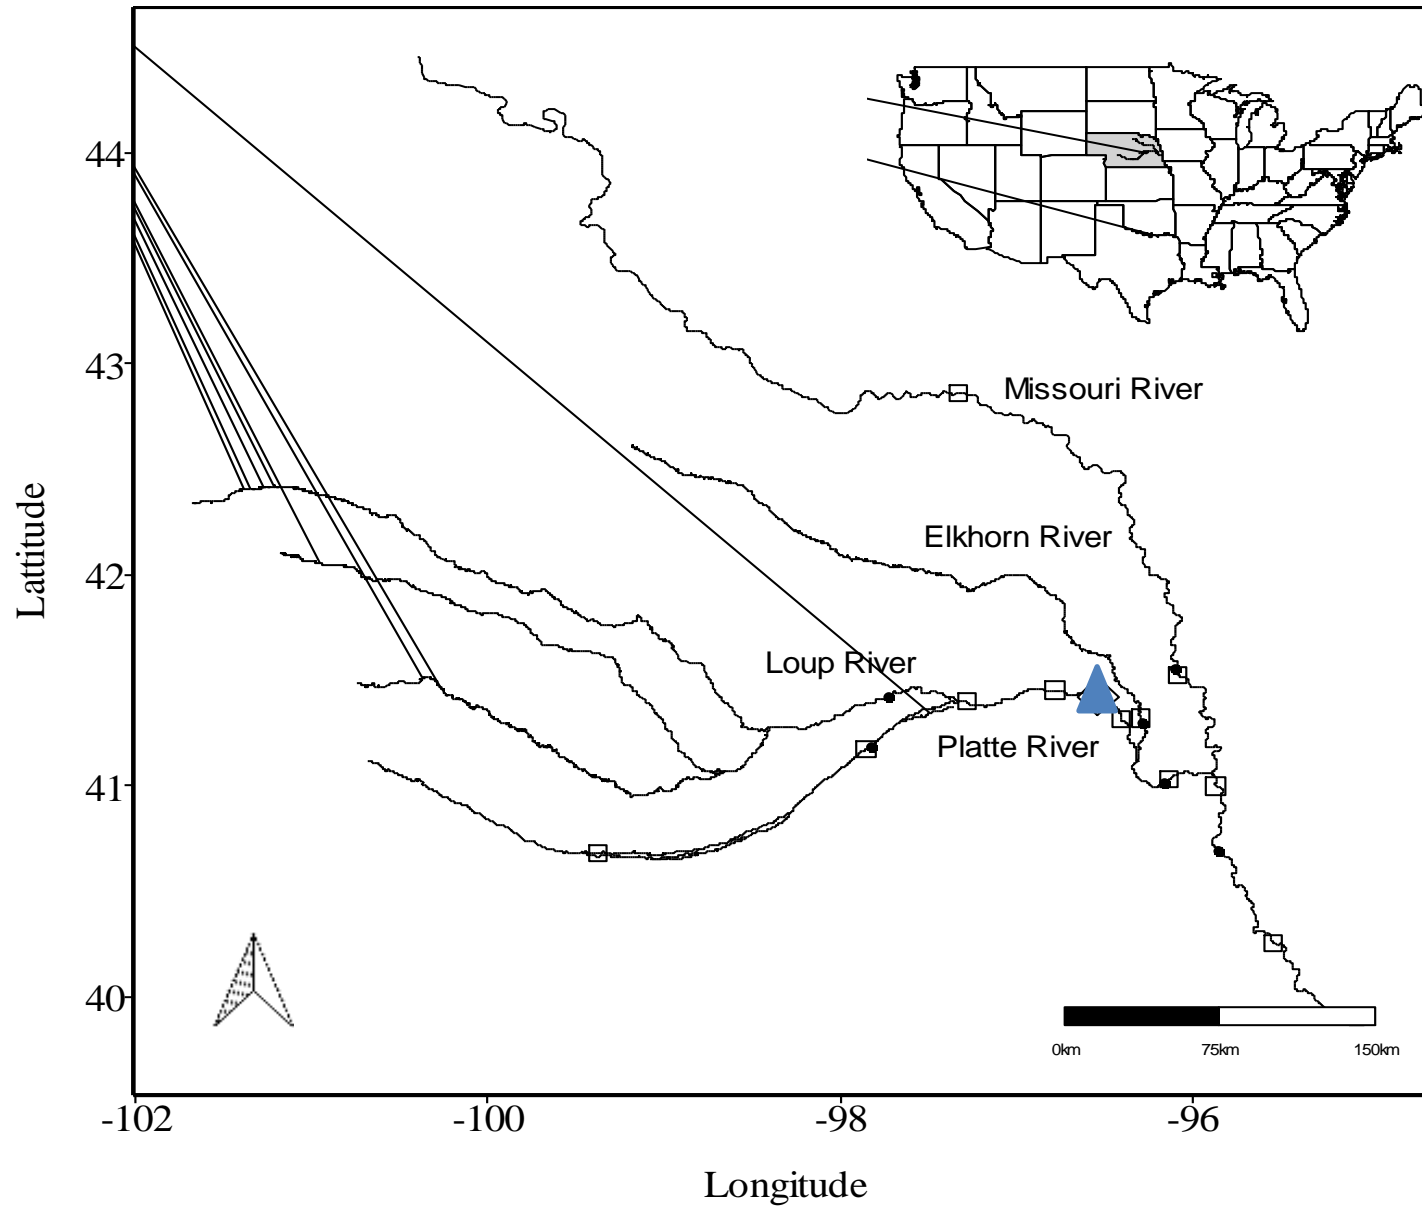 44
43
Missouri River
Lattitude
Elkhorn River
42
Loup River
Platte River
41
40
0km
75km
150km
-102
-100
-98
-96
Longitude